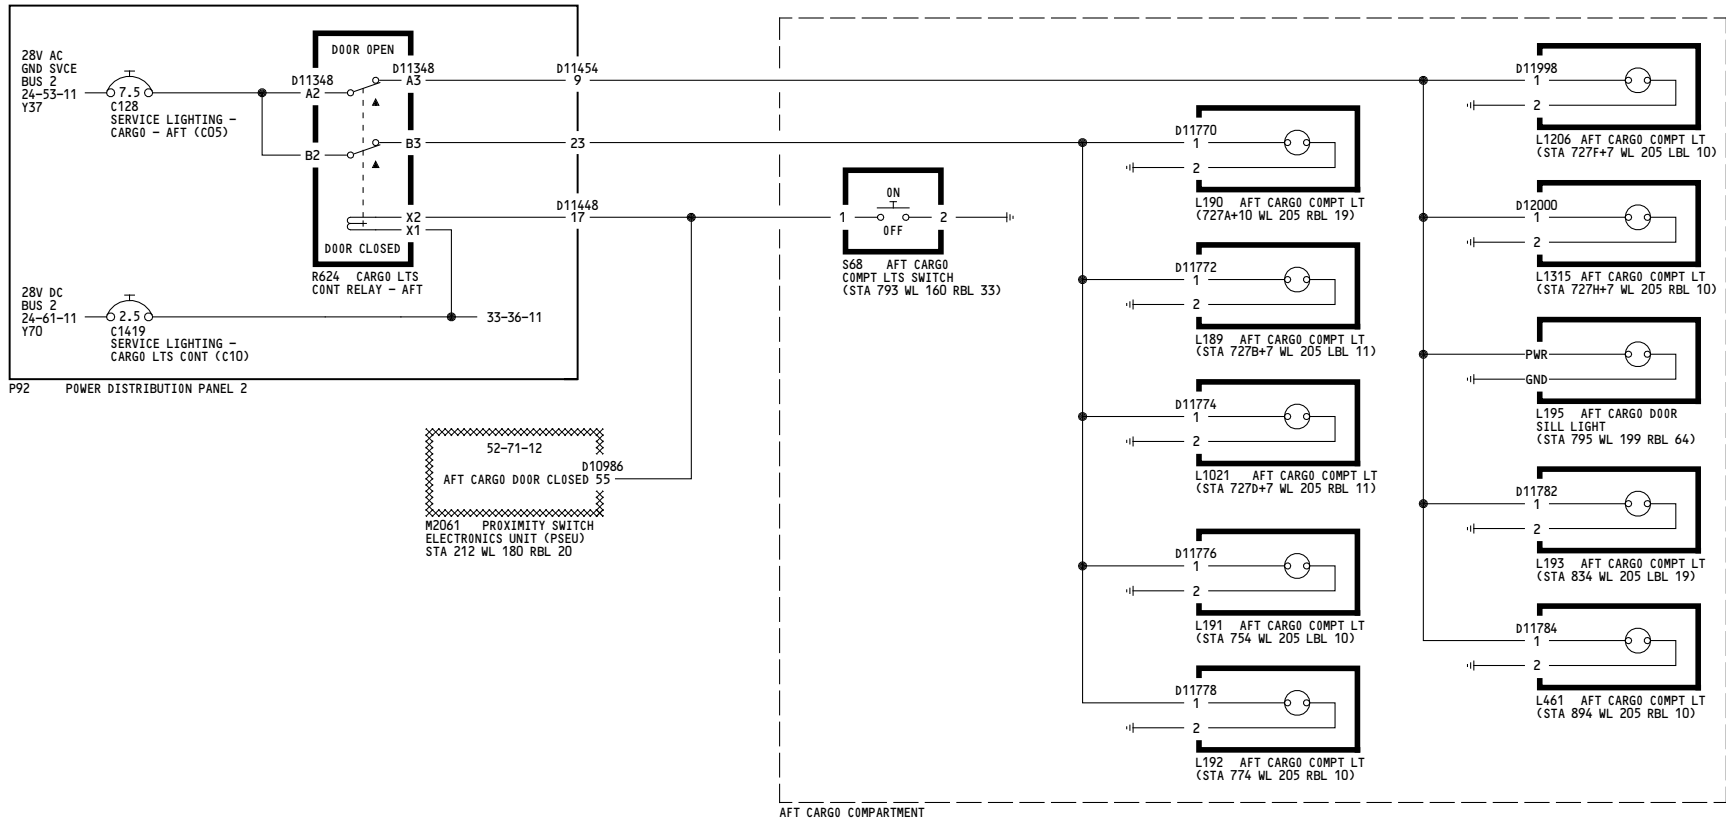 28V AC
GND SVCE
BUS 2
24-53-11
Y37
7.5
C128
SERVICE LIGHTING -
CARGO - AFT (C05)
DOOR OPEN
D11348
A2
D11348
A3
B2
B3
X2
X1
DOOR CLOSED
R624 CARGO LTS
CONT RELAY - AFT
28V DC
BUS 2
24-61-11
Y70
2.5
C1419
SERVICE LIGHTING -
CARGO LTS CONT (C10)
33-36-11
P92 POWER DISTRIBUTION PANEL 2
D11454
9
23
D11448
17
52-71-12
D10986
AFT CARGO DOOR CLOSED 55
M2061 PROXIMITY SWITCH
ELECTRONICS UNIT (PSEU)
STA 212 WL 180 RBL 20
ON
1
2
OFF
S68 AFT CARGO
COMPT LTS SWITCH
(STA 793 WL 160 RBL 33)
D11770
1
2
L190 AFT CARGO COMPT LT
(727A+10 WL 205 RBL 19)
D11772
1
2
L189 AFT CARGO COMPT LT
(STA 727B+7 WL 205 LBL 11)
D11774
1
2
L1021 AFT CARGO COMPT LT
(STA 727D+7 WL 205 RBL 11)
D11776
1
2
L191 AFT CARGO COMPT LT
(STA 754 WL 205 LBL 10)
D11778
1
2
L192 AFT CARGO COMPT LT
(STA 774 WL 205 RBL 10)
D11998
1
2
L1206 AFT CARGO COMPT LT
(STA 727F+7 WL 205 LBL 10)
D12000
1
2
L1315 AFT CARGO COMPT LT
(STA 727H+7 WL 205 RBL 10)
PWR
GND
L195 AFT CARGO DOOR
SILL LIGHT
(STA 795 WL 199 RBL 64)
D11782
1
2
L193 AFT CARGO COMPT LT
(STA 834 WL 205 LBL 19)
D11784
1
2
L461 AFT CARGO COMPT LT
(STA 894 WL 205 RBL 10)
AFT CARGO COMPARTMENT